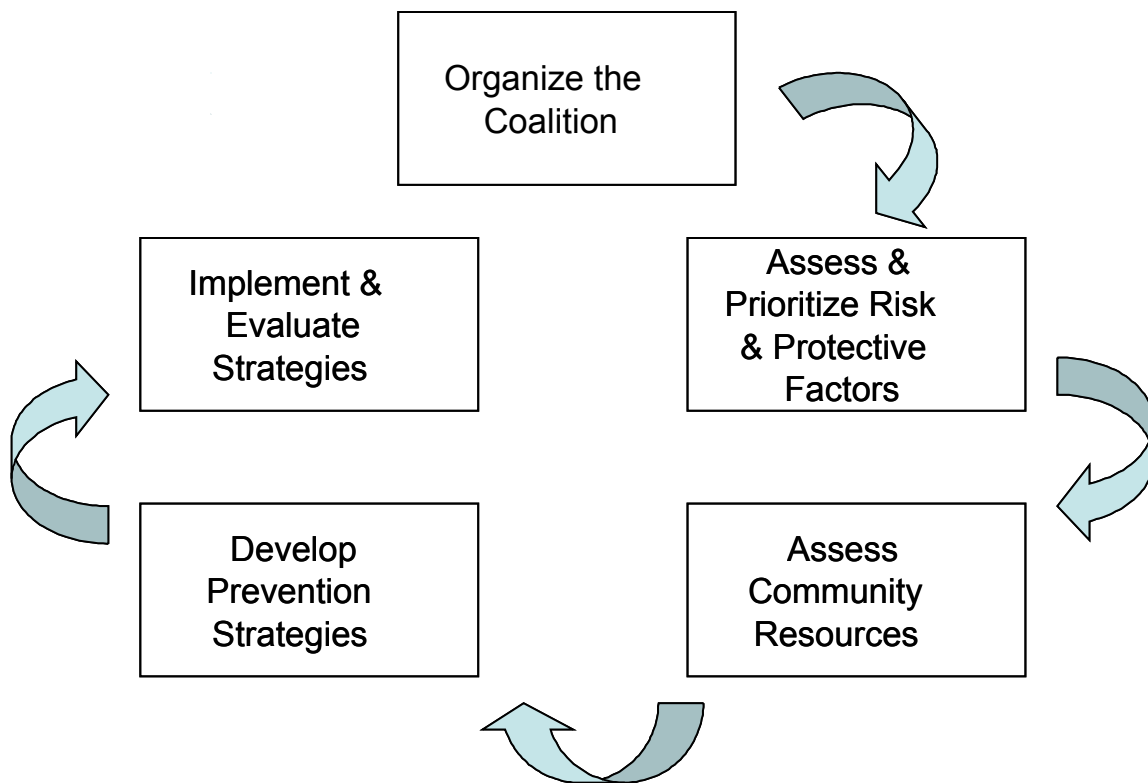 Organize the
Coalition
Assess &
Prioritize Risk
& Protective
Factors
Assess
Community
Resources
Develop
Prevention
Strategies
Implement &
Evaluate
Strategies